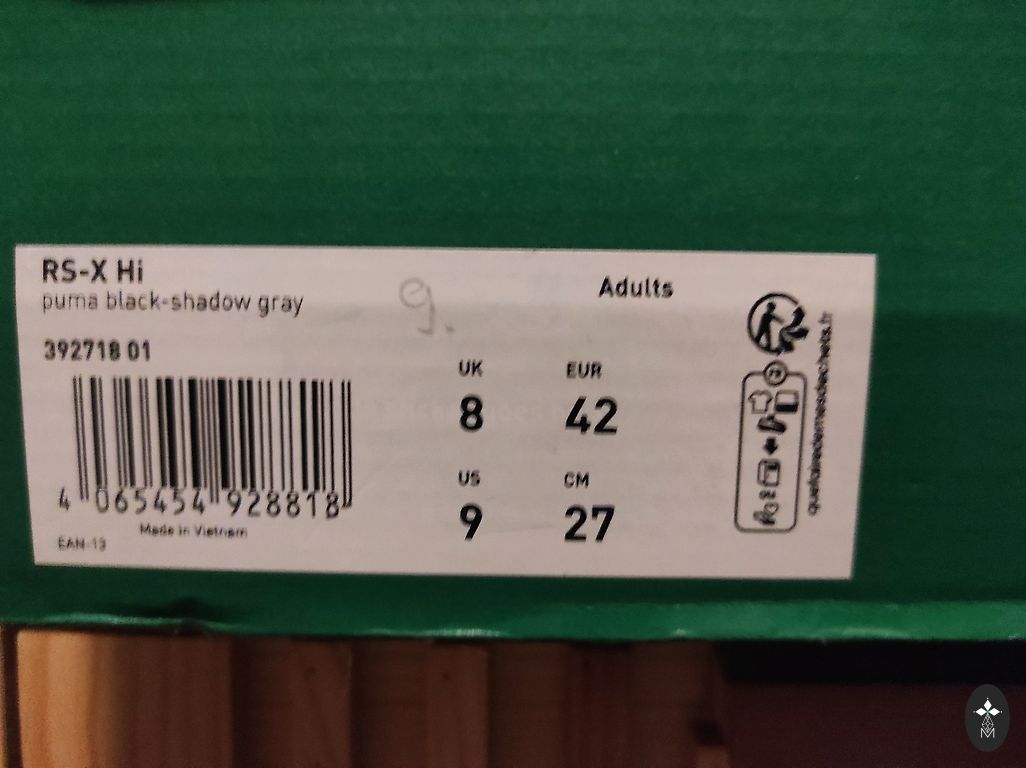 RS-X Hi
puma black-shadow gray
9.
Adults
392718 01
UK
EUR
8
42
US
CM
9
27
4 065454 928818
Made in Vietnam
EAN-13
quefairedemesdechets.fr
M